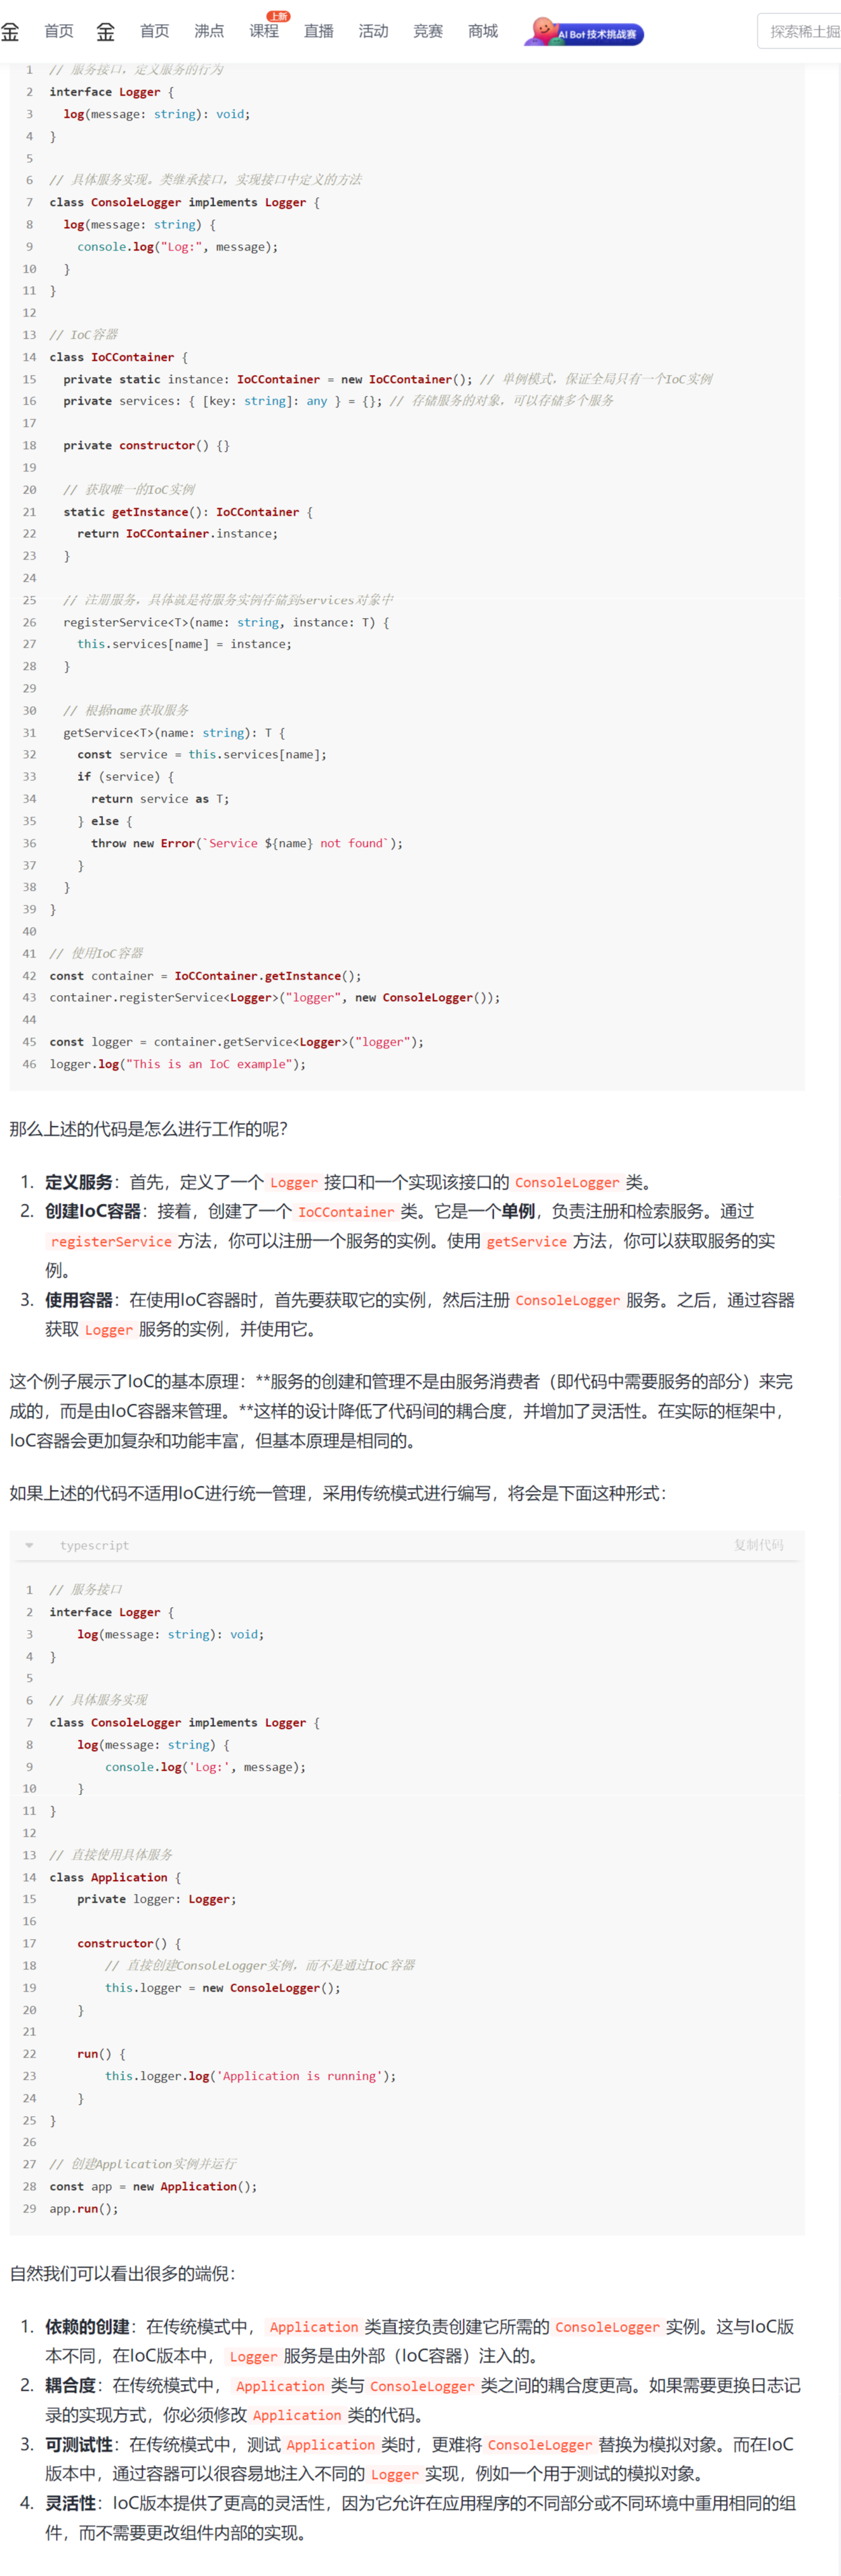 首页 首页 沸点 课程 上新 直播 活动 竞赛 商城 AI Bot 技术挑战赛 探索稀土掘
1 // 服务接口，定义服务的行为
2 interface Logger {
3 log(message: string): void;
4 }
5
6 // 具体服务实现。类继承接口，实现接口中定义的方法
7 class ConsoleLogger implements Logger {
8 log(message: string) {
9 console.log("Log:", message);
10 }
11 }
12
13 // IoC容器
14 class IoCContainer {
15 private static instance: IoCContainer = new IoCContainer(); // 单例模式，保证全局只有一个IoC实例
16 private services: { [key: string]: any } = {}; // 存储服务的对象，可以存储多个服务
17
18 private constructor() {}
19
20 // 获取唯一的IoC实例
21 static getInstance(): IoCContainer {
22 return IoCContainer.instance;
23 }
24
25 // 注册服务，具体就是将服务实例存储到services对象中
26 registerService<T>(name: string, instance: T) {
27 this.services[name] = instance;
28 }
29
30 // 根据name获取服务
31 getService<T>(name: string): T {
32 const service = this.services[name];
33 if (service) {
34 return service as T;
35 } else {
36 throw new Error(`Service ${name} not found`);
37 }
38 }
39 }
40
41 // 使用IoC容器
42 const container = IoCContainer.getInstance();
43 container.registerService<Logger>("logger", new ConsoleLogger());
44
45 const logger = container.getService<Logger>("logger");
46 logger.log("This is an IoC example");
那么上述的代码是怎么进行工作的呢？
1. 定义服务：首先，定义了一个 Logger 接口和一个实现该接口的 ConsoleLogger 类。
2. 创建IoC容器：接着，创建了一个 IoCContainer 类。它是一个单例，负责注册和检索服务。通过
registerService 方法，你可以注册一个服务的实例。使用 getService 方法，你可以获取服务的实
例。
3. 使用容器：在使用IoC容器时，首先要获取它的实例，然后注册 ConsoleLogger 服务。之后，通过容器
获取 Logger 服务的实例，并使用它。
这个例子展示了IoC的基本原理：**服务的创建和管理不是由服务消费者（即代码中需要服务的部分）来完
成的，而是由IoC容器来管理。**这样的设计降低了代码间的耦合度，并增加了灵活性。在实际的框架中，
IoC容器会更加复杂和功能丰富，但基本原理是相同的。
如果上述的代码不适用IoC进行统一管理，采用传统模式进行编写，将会是下面这种形式：
typescript 复制代码
1 // 服务接口
2 interface Logger {
3 log(message: string): void;
4 }
5
6 // 具体服务实现
7 class ConsoleLogger implements Logger {
8 log(message: string) {
9 console.log('Log:', message);
10 }
11 }
12
13 // 直接使用具体服务
14 class Application {
15 private logger: Logger;
16
17 constructor() {
18 // 直接创建ConsoleLogger实例，而不是通过IoC容器
19 this.logger = new ConsoleLogger();
20 }
21
22 run() {
23 this.logger.log('Application is running');
24 }
25 }
26
27 // 创建Application实例并运行
28 const app = new Application();
29 app.run();
自然我们可以看出很多的端倪：
1. 依赖的创建：在传统模式中， Application 类直接负责创建它所需的 ConsoleLogger 实例。这与IoC版
本不同，在IoC版本中， Logger 服务是由外部（IoC容器）注入的。
2. 耦合度：在传统模式中， Application 类与 ConsoleLogger 类之间的耦合度更高。如果需要更换日志记
录的实现方式，你必须修改 Application 类的代码。
3. 可测试性：在传统模式中，测试 Application 类时，更难将 ConsoleLogger 替换为模拟对象。而在IoC
版本中，通过容器可以很容易地注入不同的 Logger 实现，例如一个用于测试的模拟对象。
4. 灵活性：IoC版本提供了更高的灵活性，因为它允许在应用程序的不同部分或不同环境中重用相同的组
件，而不需要更改组件内部的实现。